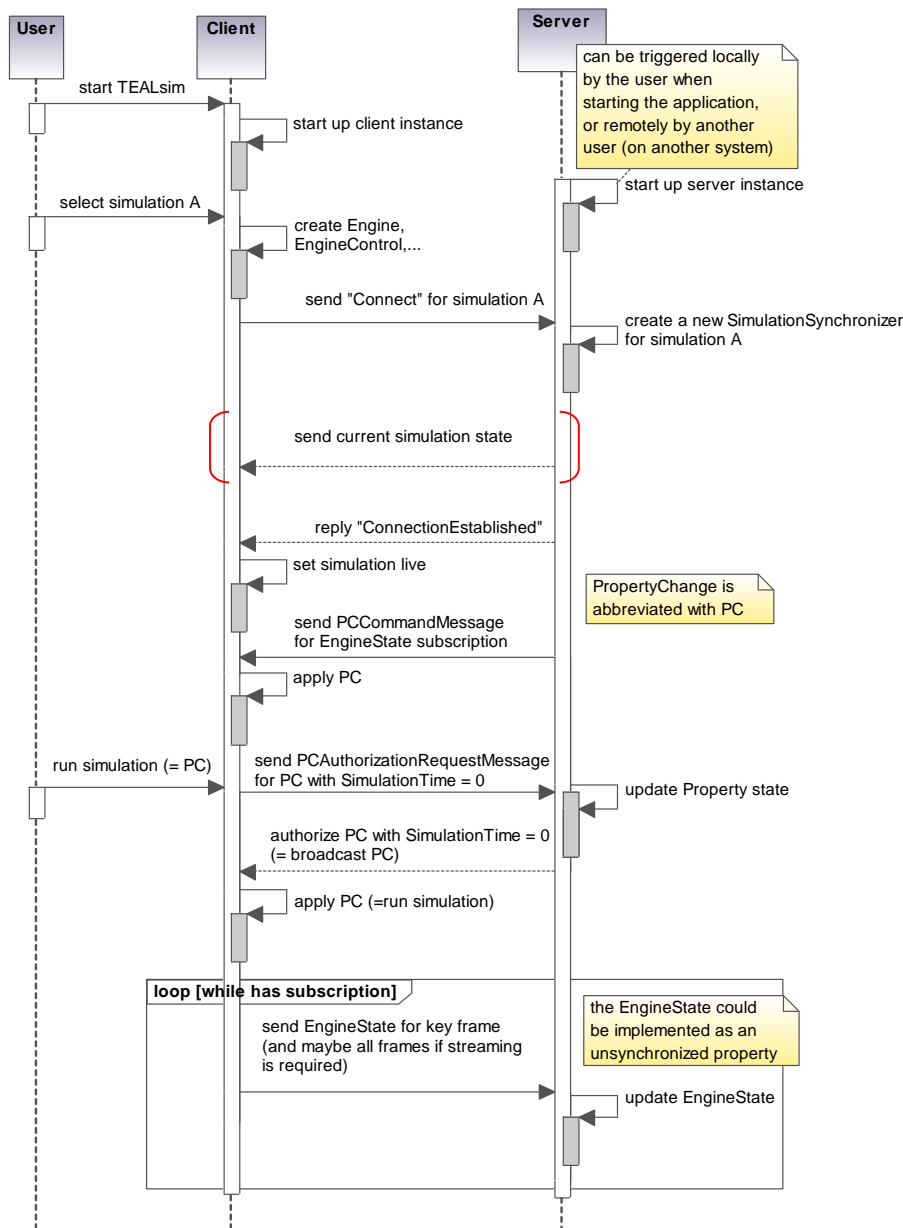 User
Client
Server
can be triggered locally
by the user when
starting the application,
or remotely by another
user (on another system)
start TEALsim
start up client instance
start up server instance
select simulation A
create Engine,
EngineControl,...
send "Connect" for simulation A
create a new SimulationSynchronizer
for simulation A
send current simulation state
reply "ConnectionEstablished"
set simulation live
PropertyChange is
abbreviated with PC
send PCCommandMessage
for EngineState subscription
apply PC
run simulation (= PC)
send PCAuthorizationRequestMessage
for PC with SimulationTime = 0
update Property state
authorize PC with SimulationTime = 0
(= broadcast PC)
apply PC (=run simulation)
loop [while has subscription]
the EngineState could
be implemented as an
unsynchronized property
send EngineState for key frame
(and maybe all frames if streaming
is required)
update EngineState